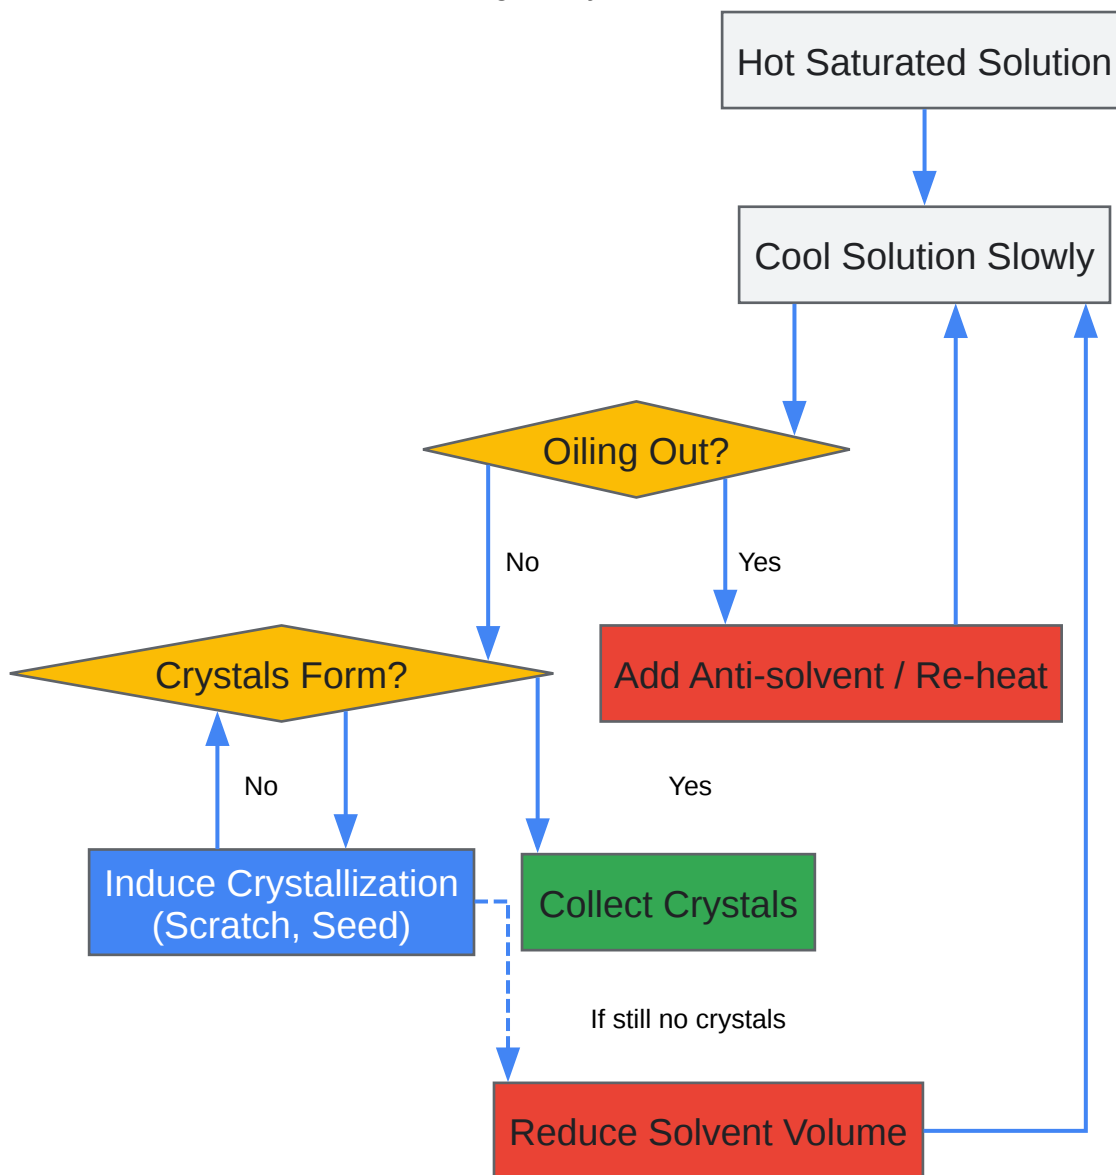 Hot Saturated Solution
Cool Solution Slowly
Oiling Out?
No
Yes
Crystals Form?
Add Anti-solvent / Re-heat
No
Yes
Induce Crystallization
(Scratch, Seed)
Collect Crystals
If still no crystals
Reduce Solvent Volume